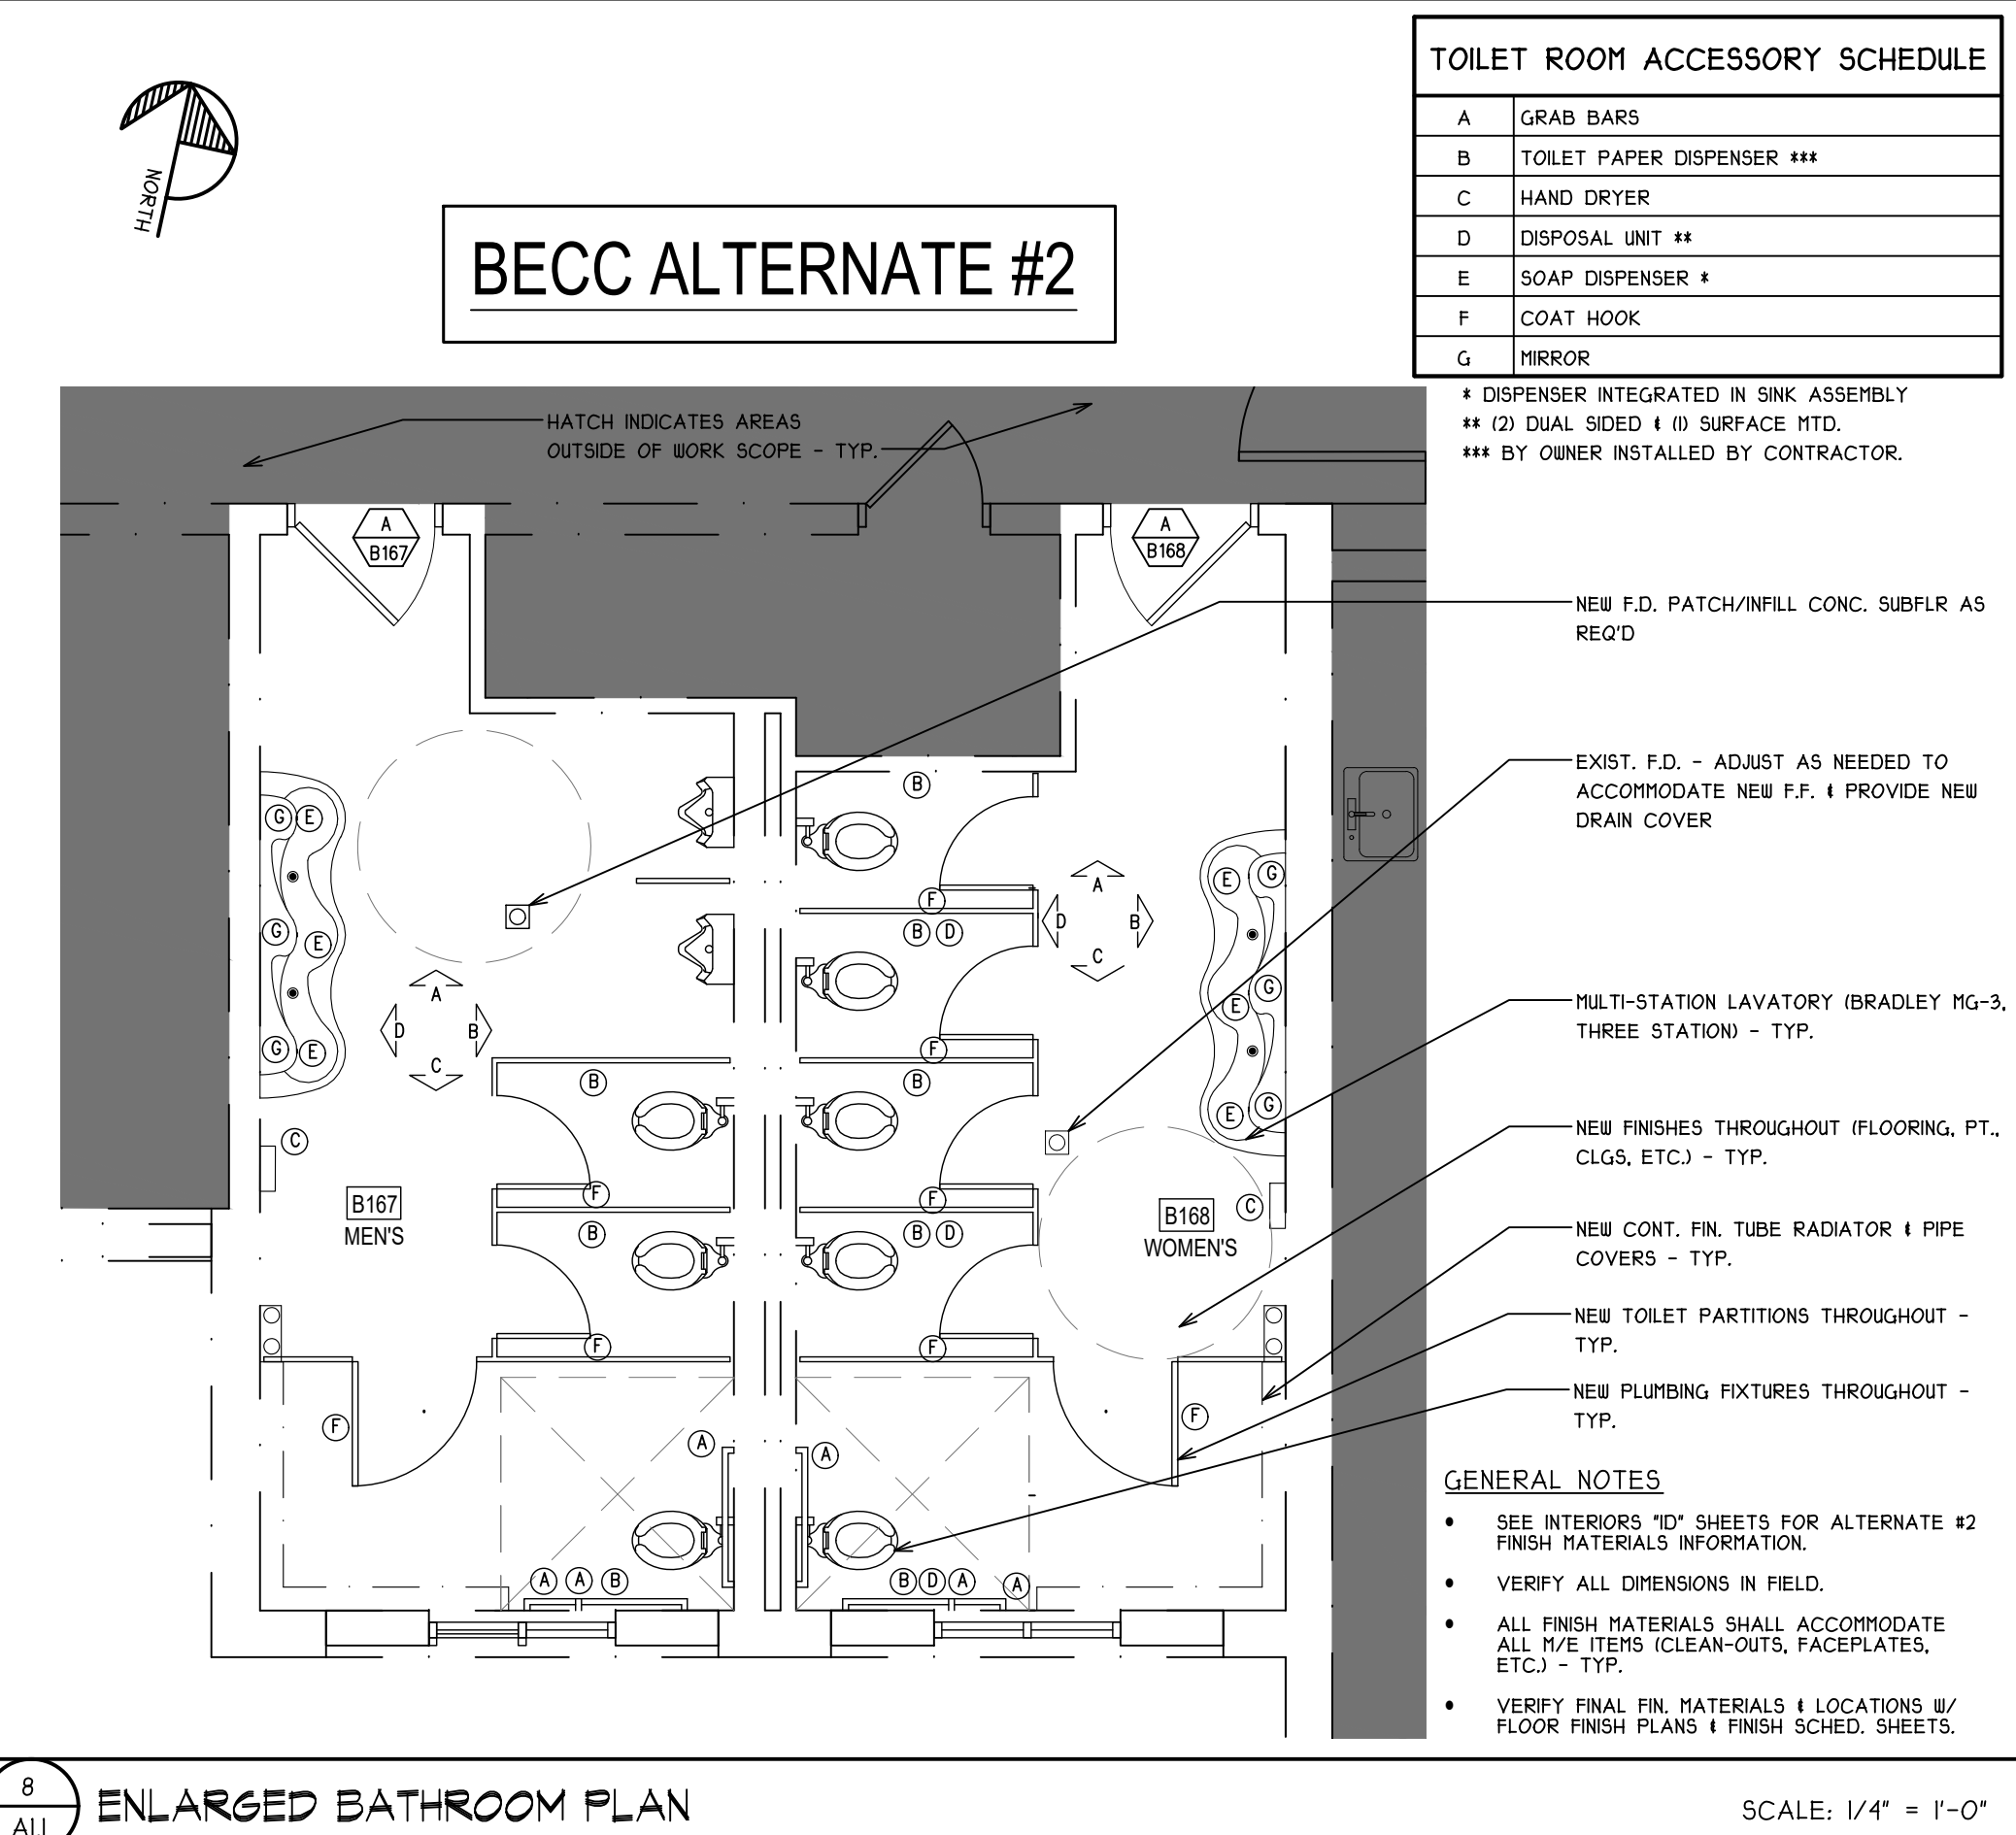 TOILET ROOM ACCESSORY SCHEDULE
A GRAB BARS
B TOILET PAPER DISPENSER ***
C HAND DRYER
D DISPOSAL UNIT **
E SOAP DISPENSER *
F COAT HOOK
G MIRROR
* DISPENSER INTEGRATED IN SINK ASSEMBLY
** (2) DUAL SIDED & (1) SURFACE MTD.
*** BY OWNER INSTALLED BY CONTRACTOR.
NORTH
BECC ALTERNATE #2
HATCH INDICATES AREAS
OUTSIDE OF WORK SCOPE - TYP.
A
B167
A
B168
NEW F.D. PATCH/INFILL CONC. SUBFLR AS
REQ'D
EXIST. F.D. - ADJUST AS NEEDED TO
ACCOMMODATE NEW F.F. & PROVIDE NEW
DRAIN COVER
MULTI-STATION LAVATORY (BRADLEY MG-3,
THREE STATION) - TYP.
NEW FINISHES THROUGHOUT (FLOORING, PT.,
CLGS, ETC.) - TYP.
NEW CONT. FIN. TUBE RADIATOR & PIPE
COVERS - TYP.
NEW TOILET PARTITIONS THROUGHOUT -
TYP.
NEW PLUMBING FIXTURES THROUGHOUT -
TYP.
B
G E
F
G E
B D
A
D B
C
E G
G E
A
D B
C
F
E G
G E
B
B
E G
C
F
F
C
B167
MEN'S
B168
WOMEN'S
B
B D
F
F
F
F
A
A
A A B
B D A
A
GENERAL NOTES
• SEE INTERIORS "ID" SHEETS FOR ALTERNATE #2
FINISH MATERIALS INFORMATION.
• VERIFY ALL DIMENSIONS IN FIELD.
• ALL FINISH MATERIALS SHALL ACCOMMODATE
ALL M/E ITEMS (CLEAN-OUTS, FACEPLATES,
ETC.) - TYP.
• VERIFY FINAL FIN. MATERIALS & LOCATIONS W/
FLOOR FINISH PLANS & FINISH SCHED. SHEETS.
8
ENLARGED BATHROOM PLAN
SCALE: 1/4" = 1'-0"